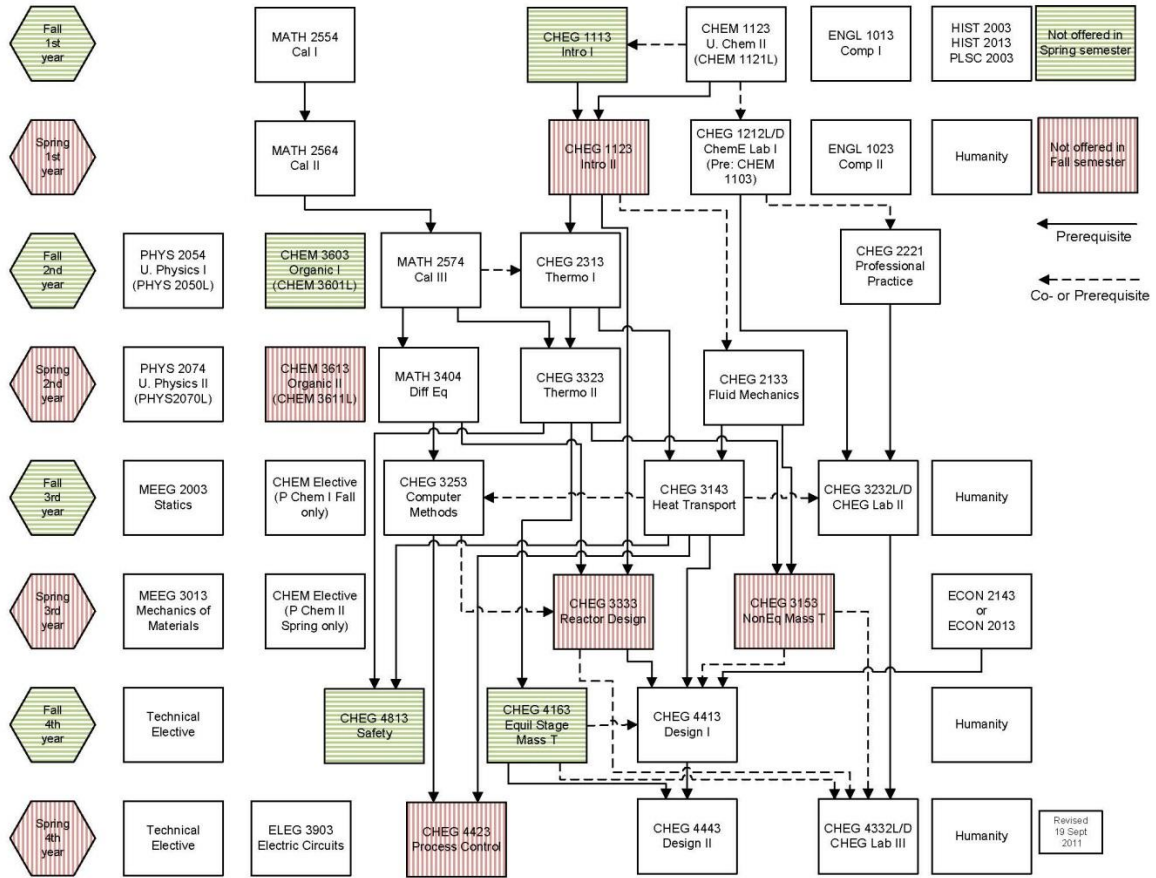 Fall
1st
year
MATH 2554
Cal I
CHEG 1113
Intro I
CHEM 1123
U. Chem II
(CHEM 1121L)
ENGL 1013
Comp I
HIST 2003
HIST 2013
PLSC 2003
Not offered in
Spring semester
Spring
1st
year
MATH 2564
Cal II
CHEG 1123
Intro II
CHEG 1212L/D
ChemE Lab I
(Pre: CHEM
1103)
ENGL 1023
Comp II
Humanity
Not offered in
Fall semester
Prerequisite
Co- or Prerequisite
Fall
2nd
year
PHYS 2054
U. Physics I
(PHYS 2050L)
CHEM 3603
Organic I
(CHEM 3601L)
MATH 2574
Cal III
CHEG 2313
Thermo I
CHEG 2221
Professional
Practice
Spring
2nd
year
PHYS 2074
U. Physics II
(PHYS2070L)
CHEM 3613
Organic II
(CHEM 3611L)
MATH 3404
Diff Eq
CHEG 3323
Thermo II
CHEG 2133
Fluid Mechanics
Fall
3rd
year
MEEG 2003
Statics
CHEM Elective
(P Chem I Fall
only)
CHEG 3253
Computer
Methods
CHEG 3143
Heat Transport
CHEG 3232L/D
CHEG Lab II
Humanity
Spring
3rd
year
MEEG 3013
Mechanics of
Materials
CHEM Elective
(P Chem II
Spring only)
CHEG 3333
Reactor Design
CHEG 3153
NonEq Mass T
ECON 2143
or
ECON 2013
Fall
4th
year
Technical
Elective
CHEG 4813
Safety
CHEG 4163
Equil Stage
Mass T
CHEG 4413
Design I
Humanity
Spring
4th
year
Technical
Elective
ELEG 3903
Electric Circuits
CHEG 4423
Process Control
CHEG 4443
Design II
CHEG 4332L/D
CHEG Lab III
Humanity
Revised
19 Sept
2011